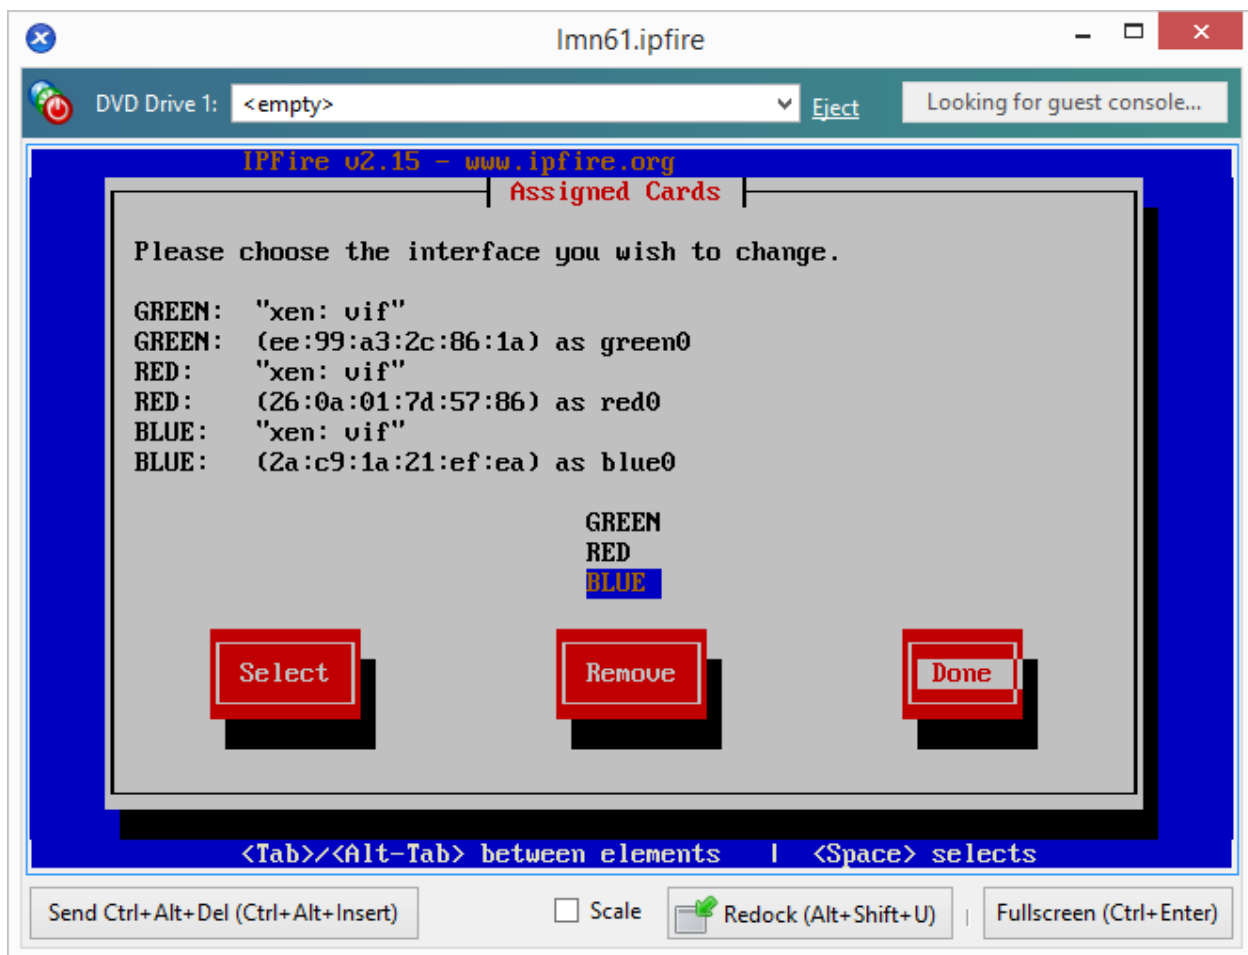 lmn61.ipfire
DVD Drive 1: <empty> Eject Looking for guest console...
IPFire v2.15 - www.ipfire.org
Assigned Cards
Please choose the interface you wish to change.
GREEN: "xen: vif"
GREEN: (ee:99:a3:2c:86:1a) as green0
RED: "xen: vif"
RED: (26:0a:01:7d:57:86) as red0
BLUE: "xen: vif"
BLUE: (2a:c9:1a:21:ef:ea) as blue0
GREEN
RED
BLUE
Select Remove Done
<Tab>/<Alt-Tab> between elements | <Space> selects
Send Ctrl+Alt+Del (Ctrl+Alt+Insert) Scale Redock (Alt+Shift+U) | Fullscreen (Ctrl+Enter)